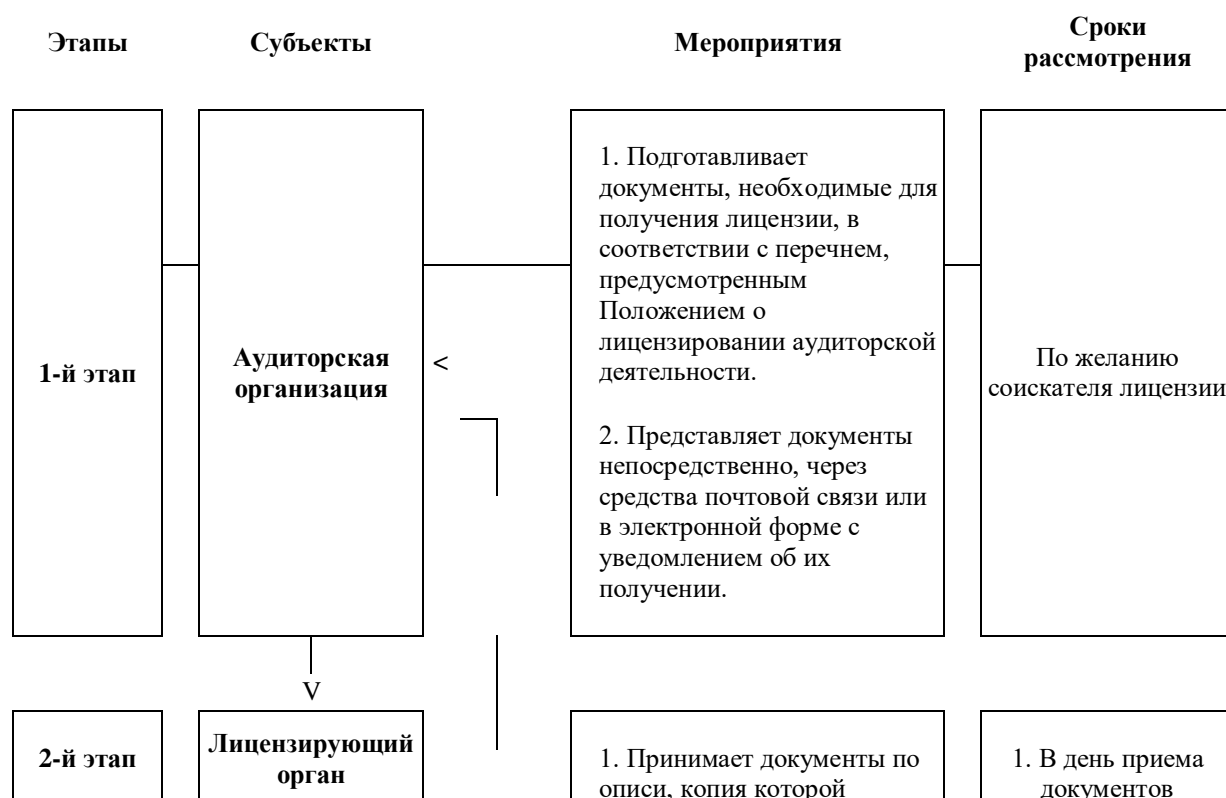 Этапы
Субъекты
Мероприятия
Сроки
рассмотрения
1-й этап
Аудиторская
организация
<
1. Подготавливает
документы, необходимые для
получения лицензии, в
соответствии с перечнем,
предусмотренным
Положением о
лицензировании аудиторской
деятельности.
2. Представляет документы
непосредственно, через
средства почтовой связи или
в электронной форме с
уведомлением об их
получении.
По желанию
соискателя лицензии
V
2-й этап
Лицензирующий
орган
1. Принимает документы по
описи, копия которой
1. В день приема
документов